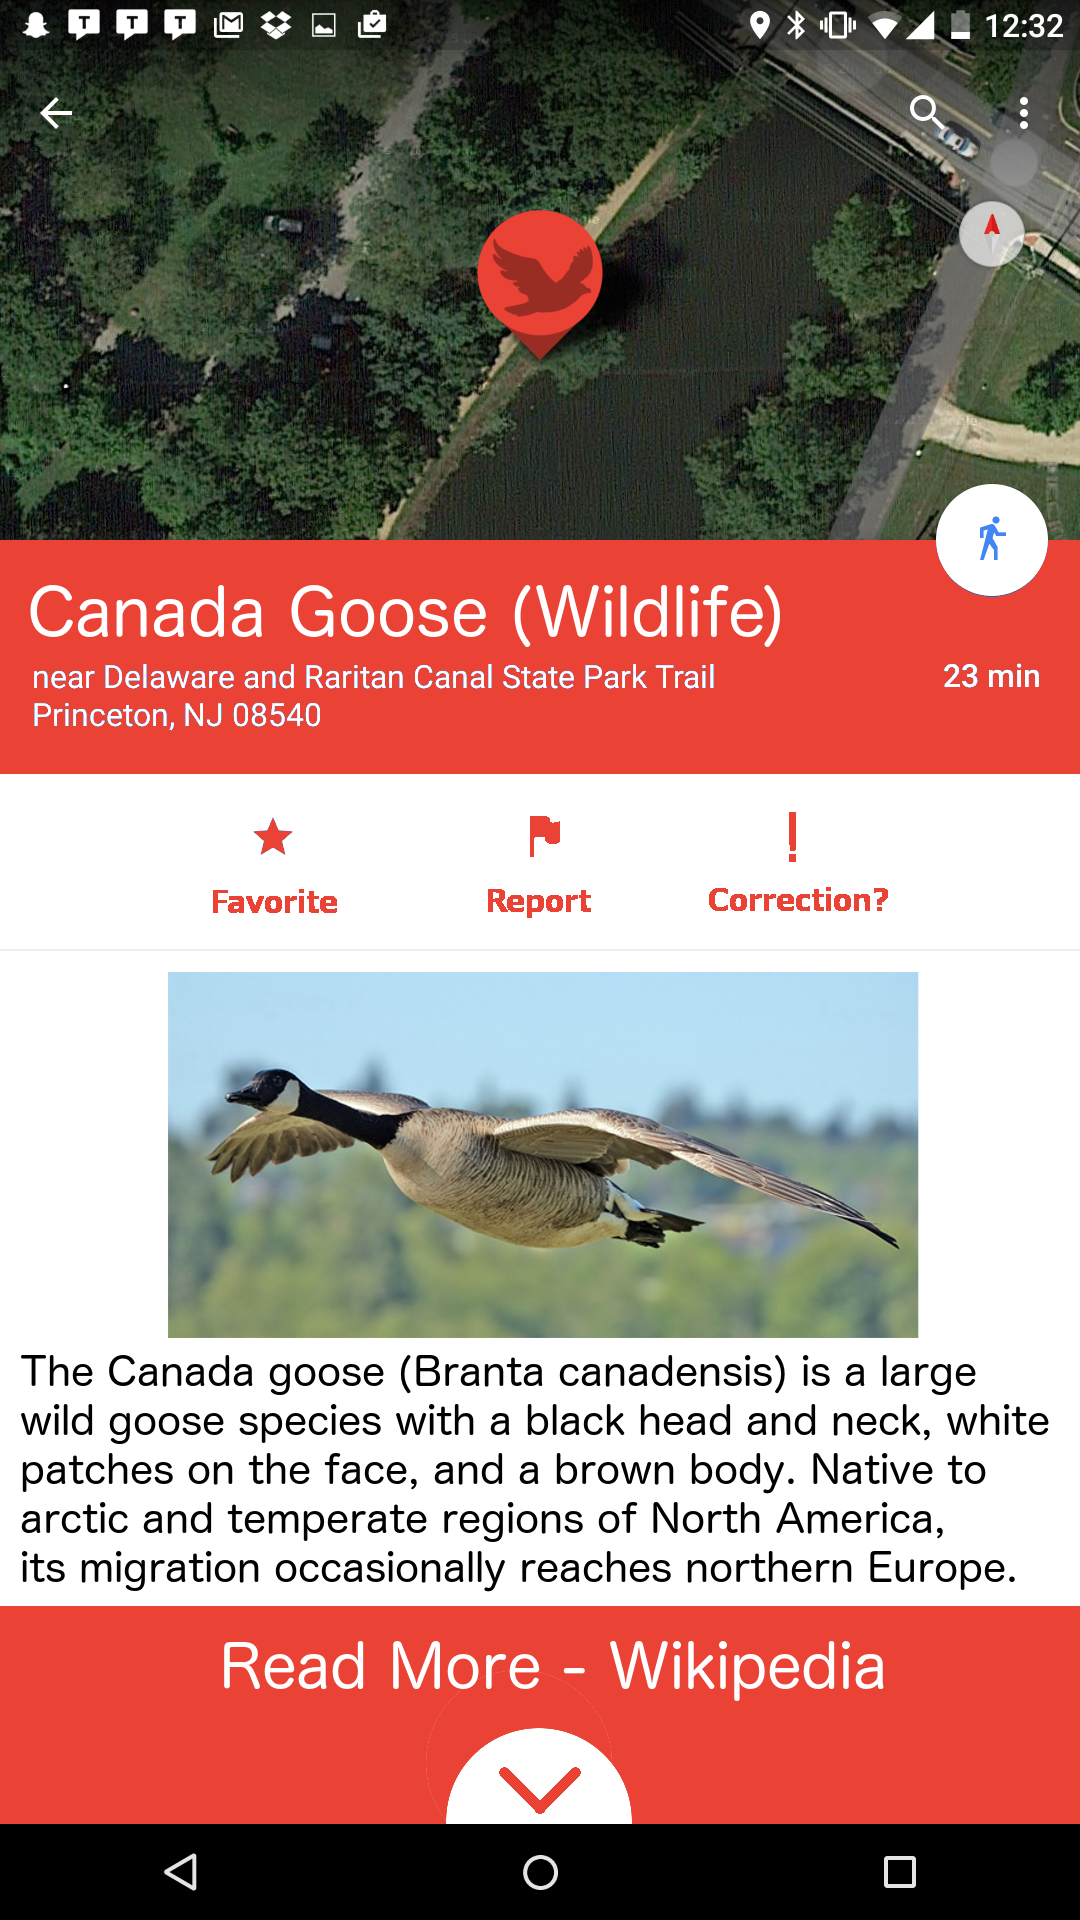 12:32
Canada Goose (Wildlife)
near Delaware and Raritan Canal State Park Trail
23 min
Princeton, NJ 08540
Favorite
Report
Correction?
The Canada goose (Branta canadensis) is a large
wild goose species with a black head and neck, white
patches on the face, and a brown body. Native to
arctic and temperate regions of North America,
its migration occasionally reaches northern Europe.
Read More - Wikipedia